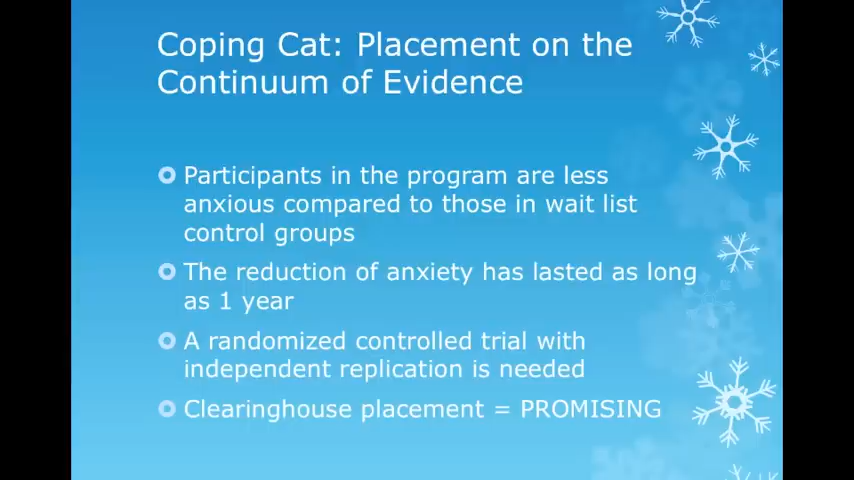 Coping Cat: Placement on the
Continuum of Evidence
Participants in the program are less
anxious compared to those in wait list
control groups
The reduction of anxiety has lasted as long
as 1 year
A randomized controlled trial with
independent replication is needed
Clearinghouse placement = PROMISING